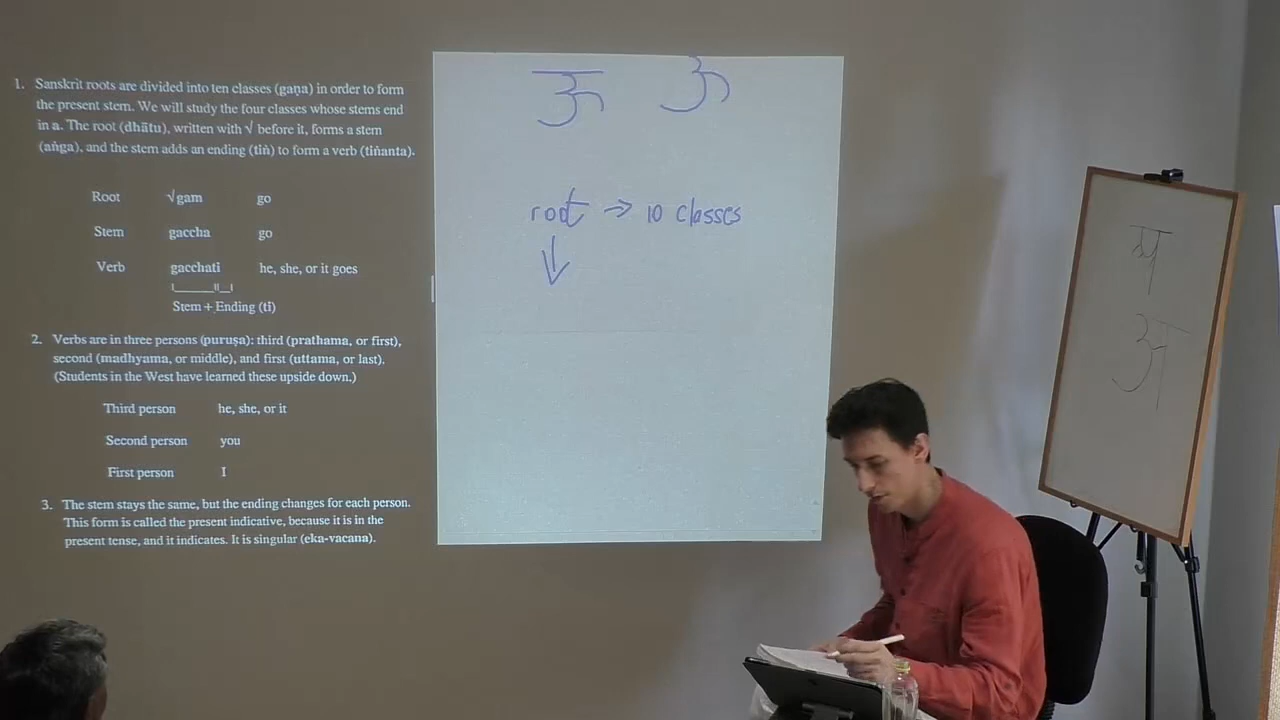 1. Sanskrit roots are divided into ten classes (gaṇa) in order to form
the present stem. We will study the four classes whose stems end
in a. The root (dhātu), written with √ before it, forms a stem
(aṅga), and the stem adds an ending (tiṅ) to form a verb (tiṅanta).
Root √gam go
Stem gaccha go
Verb gacchati he, she, or it goes
Stem + Ending (ti)
2. Verbs are in three persons (puruṣa): third (prathama, or first),
second (madhyama, or middle), and first (uttama, or last).
(Students in the West have learned these upside down.)
Third person he, she, or it
Second person you
First person I
3. The stem stays the same, but the ending changes for each person.
This form is called the present indicative, because it is in the
present tense, and it indicates. It is singular (eka-vacana).
root → 10 classes
↓